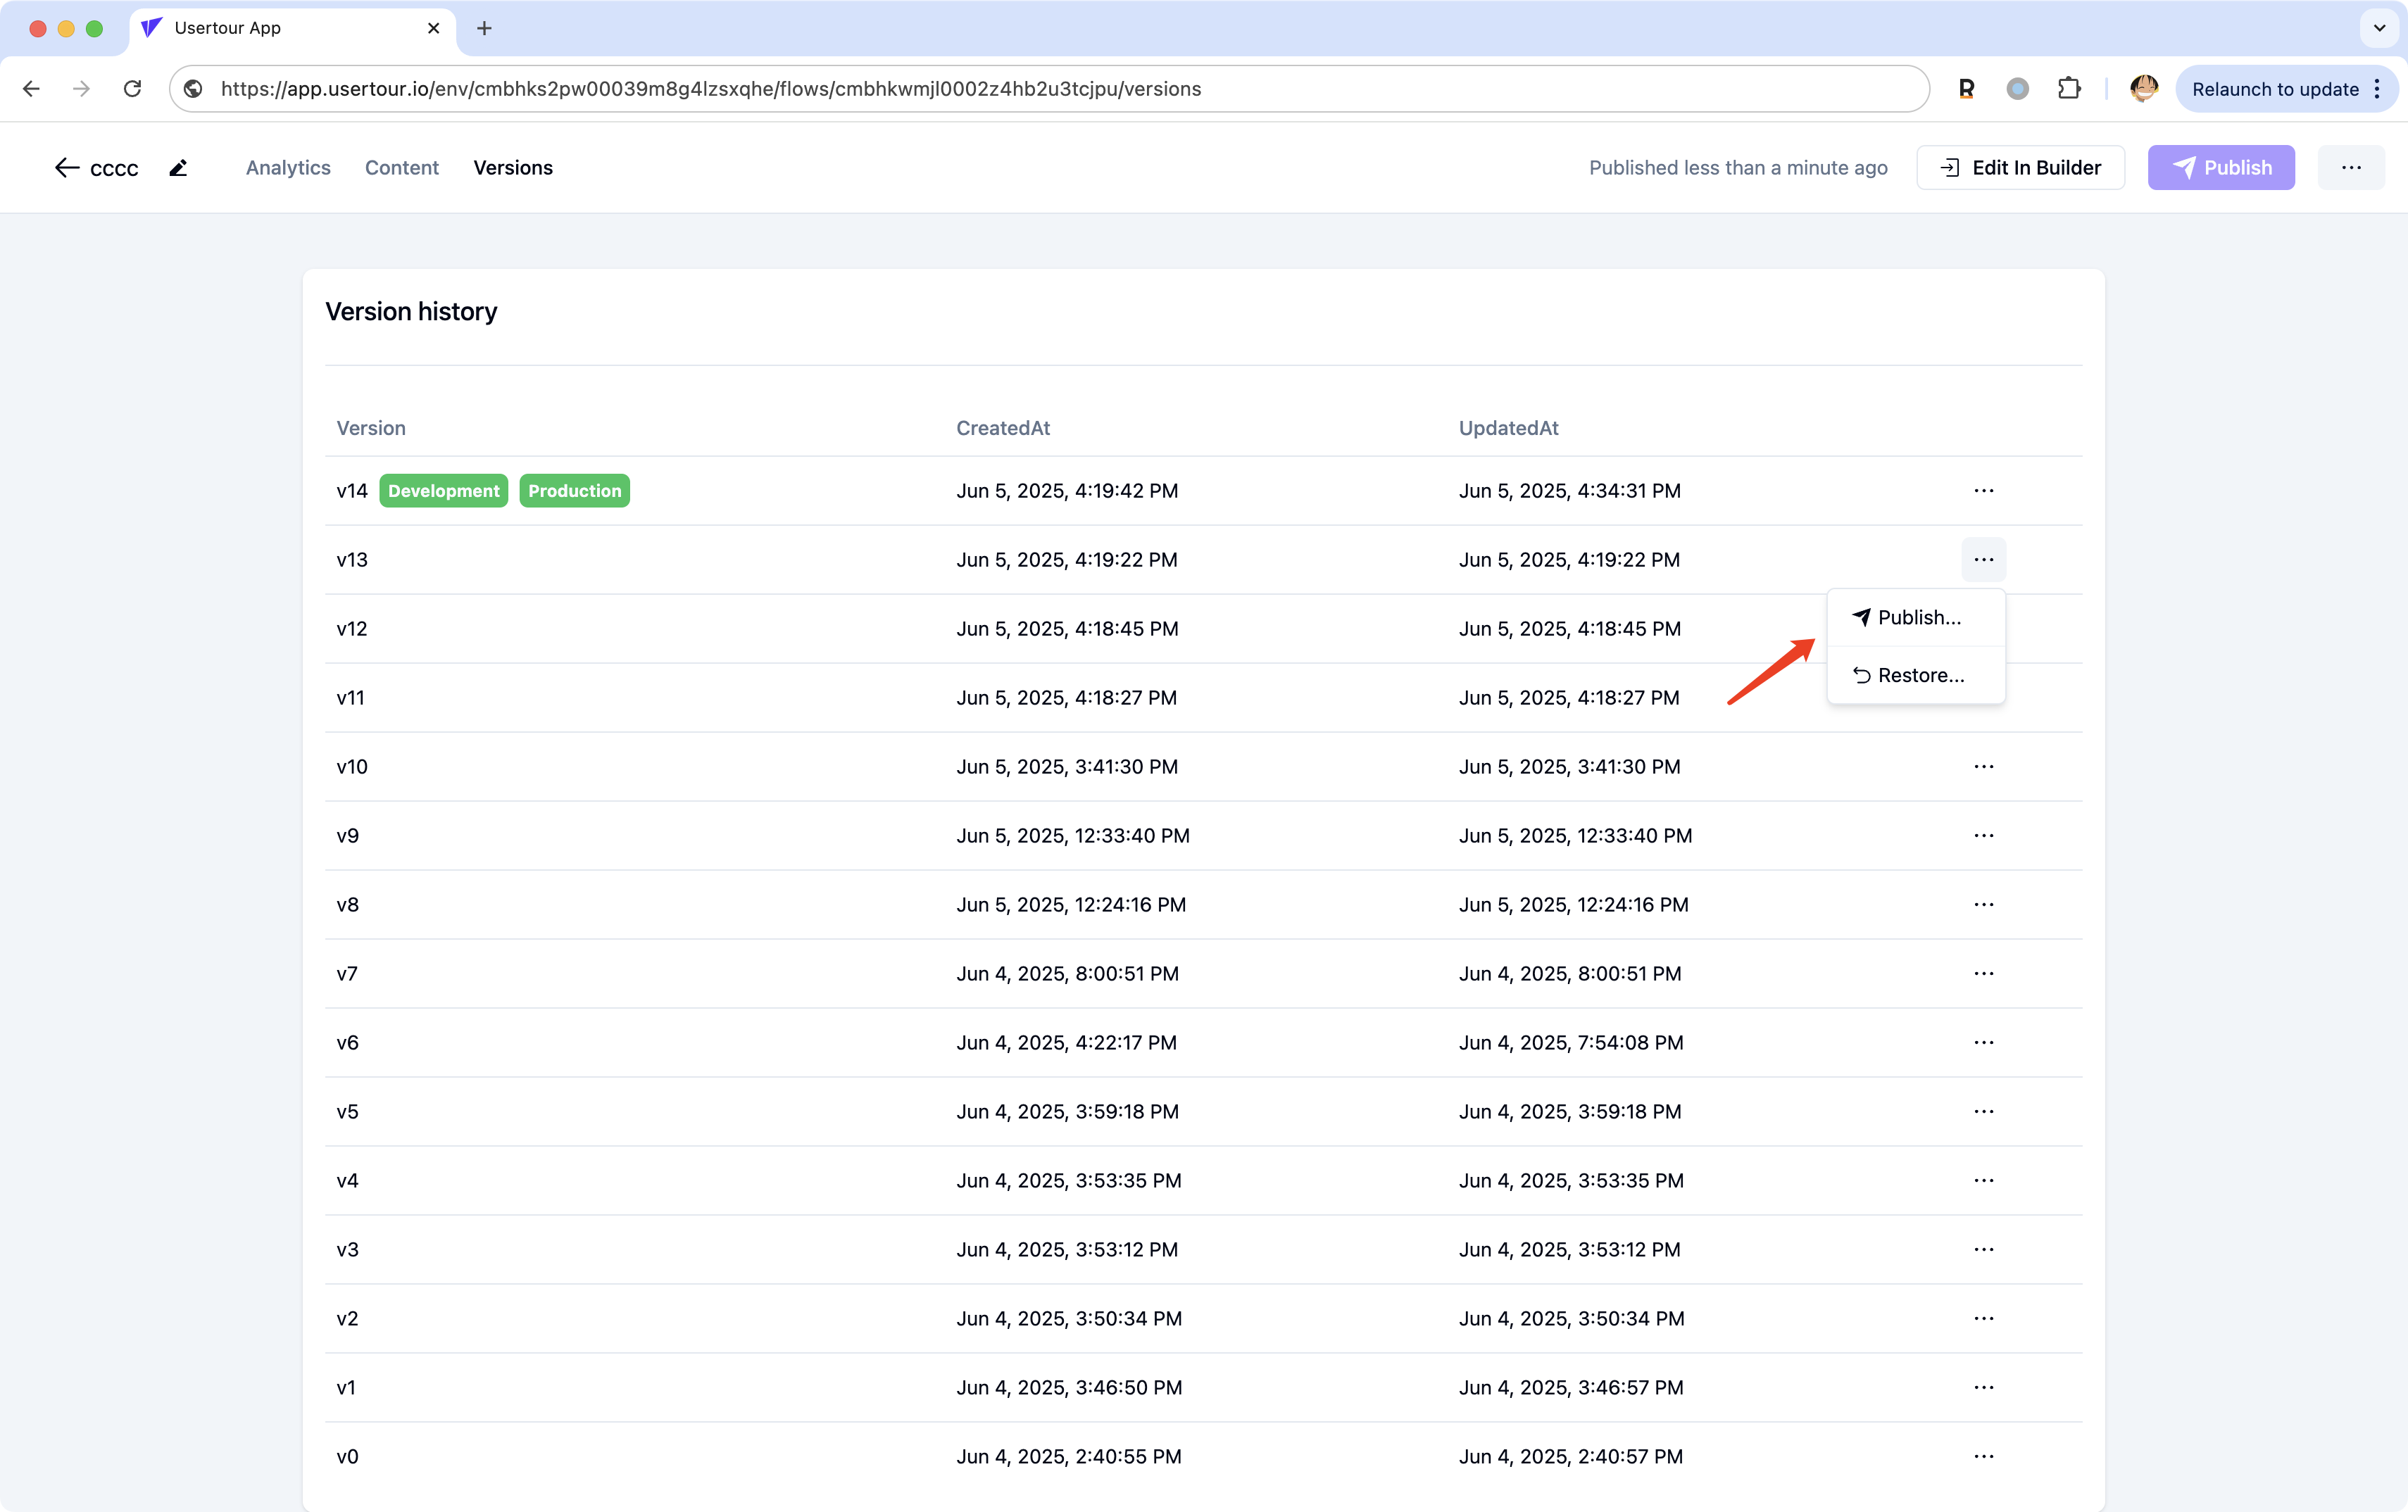 Usertour App
https://app.usertour.io/env/cmbhks2pw00039m8g4lzsxqhe/flows/cmbhkwmjl0002z4hb2u3tcjpu/versions
R
Relaunch to update
cccc Analytics Content Versions Published less than a minute ago Edit In Builder Publish
Version history
Version CreatedAt UpdatedAt
v14 Development Production Jun 5, 2025, 4:19:42 PM Jun 5, 2025, 4:34:31 PM
v13 Jun 5, 2025, 4:19:22 PM Jun 5, 2025, 4:19:22 PM
Publish...
v12 Jun 5, 2025, 4:18:45 PM Jun 5, 2025, 4:18:45 PM
Restore...
v11 Jun 5, 2025, 4:18:27 PM Jun 5, 2025, 4:18:27 PM
v10 Jun 5, 2025, 3:41:30 PM Jun 5, 2025, 3:41:30 PM
v9 Jun 5, 2025, 12:33:40 PM Jun 5, 2025, 12:33:40 PM
v8 Jun 5, 2025, 12:24:16 PM Jun 5, 2025, 12:24:16 PM
v7 Jun 4, 2025, 8:00:51 PM Jun 4, 2025, 8:00:51 PM
v6 Jun 4, 2025, 4:22:17 PM Jun 4, 2025, 7:54:08 PM
v5 Jun 4, 2025, 3:59:18 PM Jun 4, 2025, 3:59:18 PM
v4 Jun 4, 2025, 3:53:35 PM Jun 4, 2025, 3:53:35 PM
v3 Jun 4, 2025, 3:53:12 PM Jun 4, 2025, 3:53:12 PM
v2 Jun 4, 2025, 3:50:34 PM Jun 4, 2025, 3:50:34 PM
v1 Jun 4, 2025, 3:46:50 PM Jun 4, 2025, 3:46:57 PM
v0 Jun 4, 2025, 2:40:55 PM Jun 4, 2025, 2:40:57 PM